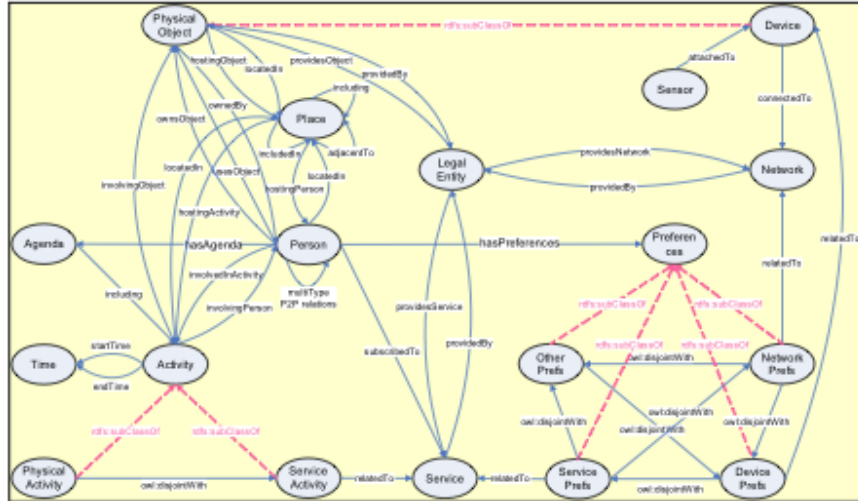 Physical
Object
rdfs:subClassOf
Device
hostingObject
locatedIn
providesObject
providedBy
including
attachedTo
Sensor
connectedTo
ownsObject
ownedBy
Place
includedIn
adjacentTo
locatedIn
hostingPerson
involvingObject
locatedIn
usesObject
hostingActivity
Legal
Entity
providesNetwork
providedBy
Network
relatedTo
relatedTo
Agenda
hasAgenda
Person
hasPreferences
Preferen
ces
involvedInActivity
including
involvingPerson
multiType
P2P relations
providesService
providedBy
subscribedTo
rdfs:subClassOf
rdfs:subClassOf
rdfs:subClassOf
rdfs:subClassOf
startTime
Time
endTime
Activity
Other
Prefs
owl:disjointWith
Network
Prefs
owl:disjointWith
owl:disjointWith
owl:disjointWith
owl:disjointWith
rdfs:subClassOf
rdfs:subClassOf
Physical
Activity
owl:disjointWith
Service
Activity
relatedTo
Service
relatedTo
Service
Prefs
owl:disjointWith
Device
Prefs